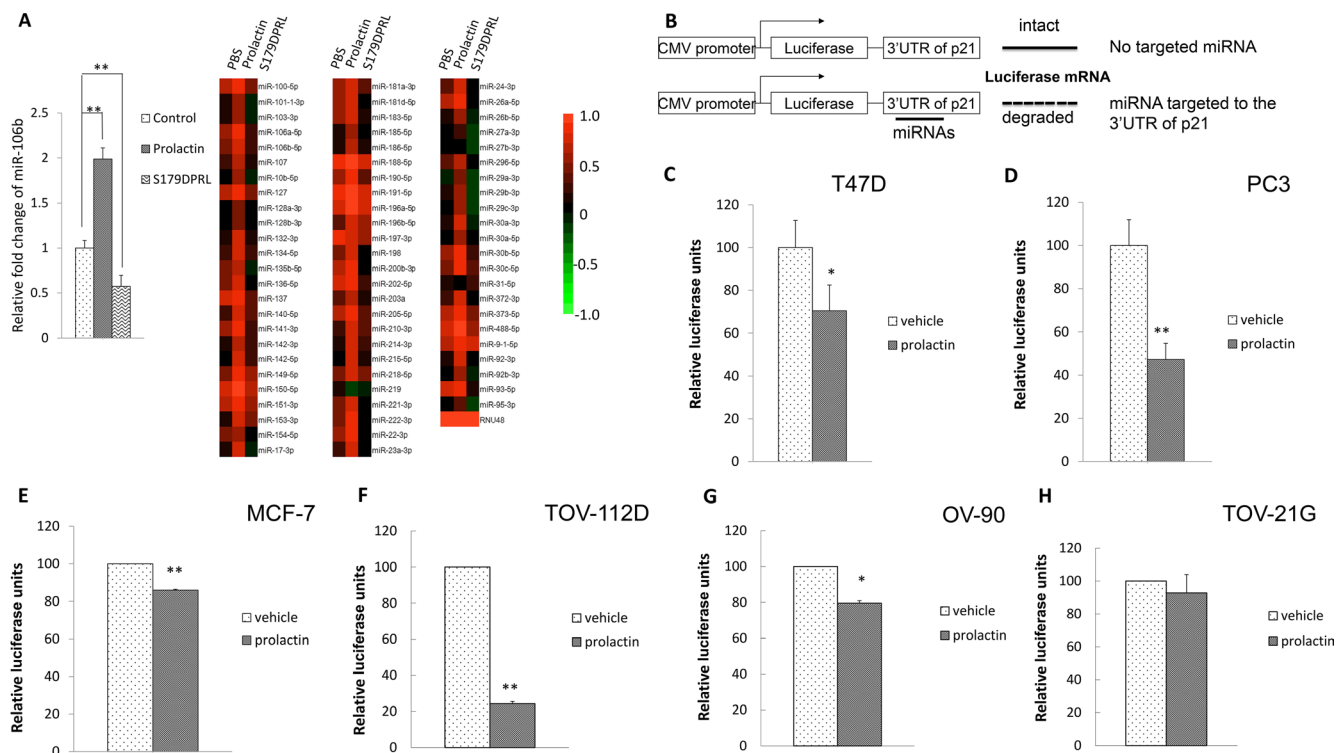 A
Relative fold change of miR-106b
2.5
2
1.5
1
0.5
0
**
**
Control
Prolactin
S179DPRL
PBS
Prolactin
S179DPRL
miR-100-5p
miR-101-1-3p
miR-103-3p
miR-106a-5p
miR-106b-5p
miR-107
miR-10b-5p
miR-127
miR-128a-3p
miR-128b-3p
miR-132-3p
miR-134-5p
miR-135b-5p
miR-136-5p
miR-137
miR-140-5p
miR-141-3p
miR-142-3p
miR-142-5p
miR-149-5p
miR-150-5p
miR-151-3p
miR-153-3p
miR-154-5p
miR-17-3p
PBS
Prolactin
S179DPRL
miR-181a-3p
miR-181d-5p
miR-183-5p
miR-185-5p
miR-186-5p
miR-188-5p
miR-190-5p
miR-191-5p
miR-196a-5p
miR-196b-5p
miR-197-3p
miR-198
miR-200b-3p
miR-202-5p
miR-203a
miR-205-5p
miR-210-3p
miR-214-3p
miR-215-5p
miR-218-5p
miR-219
miR-221-3p
miR-222-3p
miR-22-3p
miR-23a-3p
PBS
Prolactin
S179DPRL
miR-24-3p
miR-26a-5p
miR-26b-5p
miR-27a-3p
miR-27b-3p
miR-296-5p
miR-29a-3p
miR-29b-3p
miR-29c-3p
miR-30a-3p
miR-30a-5p
miR-30b-5p
miR-30c-5p
miR-31-5p
miR-372-3p
miR-373-5p
miR-488-5p
miR-9-1-5p
miR-92-3p
miR-92b-3p
miR-93-5p
miR-95-3p
RNU48
1.0
0.5
0
-0.5
-1.0
B
CMV promoter
Luciferase
3'UTR of p21
intact
No targeted miRNA
Luciferase mRNA
CMV promoter
Luciferase
3'UTR of p21
miRNAs
degraded
miRNA targeted to the
3'UTR of p21
C
T47D
Relative luciferase units
120
100
80
60
40
20
0
*
vehicle
prolactin
D
PC3
Relative luciferase units
120
100
80
60
40
20
0
**
vehicle
prolactin
E
MCF-7
Relative luciferase units
120
100
80
60
40
20
0
**
vehicle
prolactin
F
TOV-112D
Relative luciferase units
120
100
80
60
40
20
0
**
vehicle
prolactin
G
OV-90
Relative luciferase units
120
100
80
60
40
20
0
*
vehicle
prolactin
H
TOV-21G
Relative luciferase units
120
100
80
60
40
20
0
vehicle
prolactin